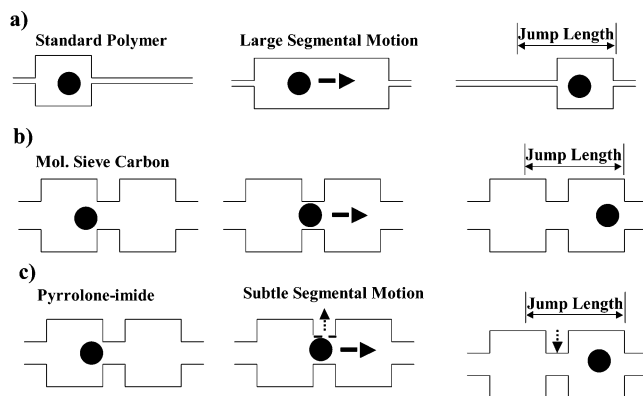 a)
Standard Polymer
Large Segmental Motion
Jump Length
b)
Mol. Sieve Carbon
Jump Length
c)
Pyrrolone-imide
Subtle Segmental Motion
Jump Length